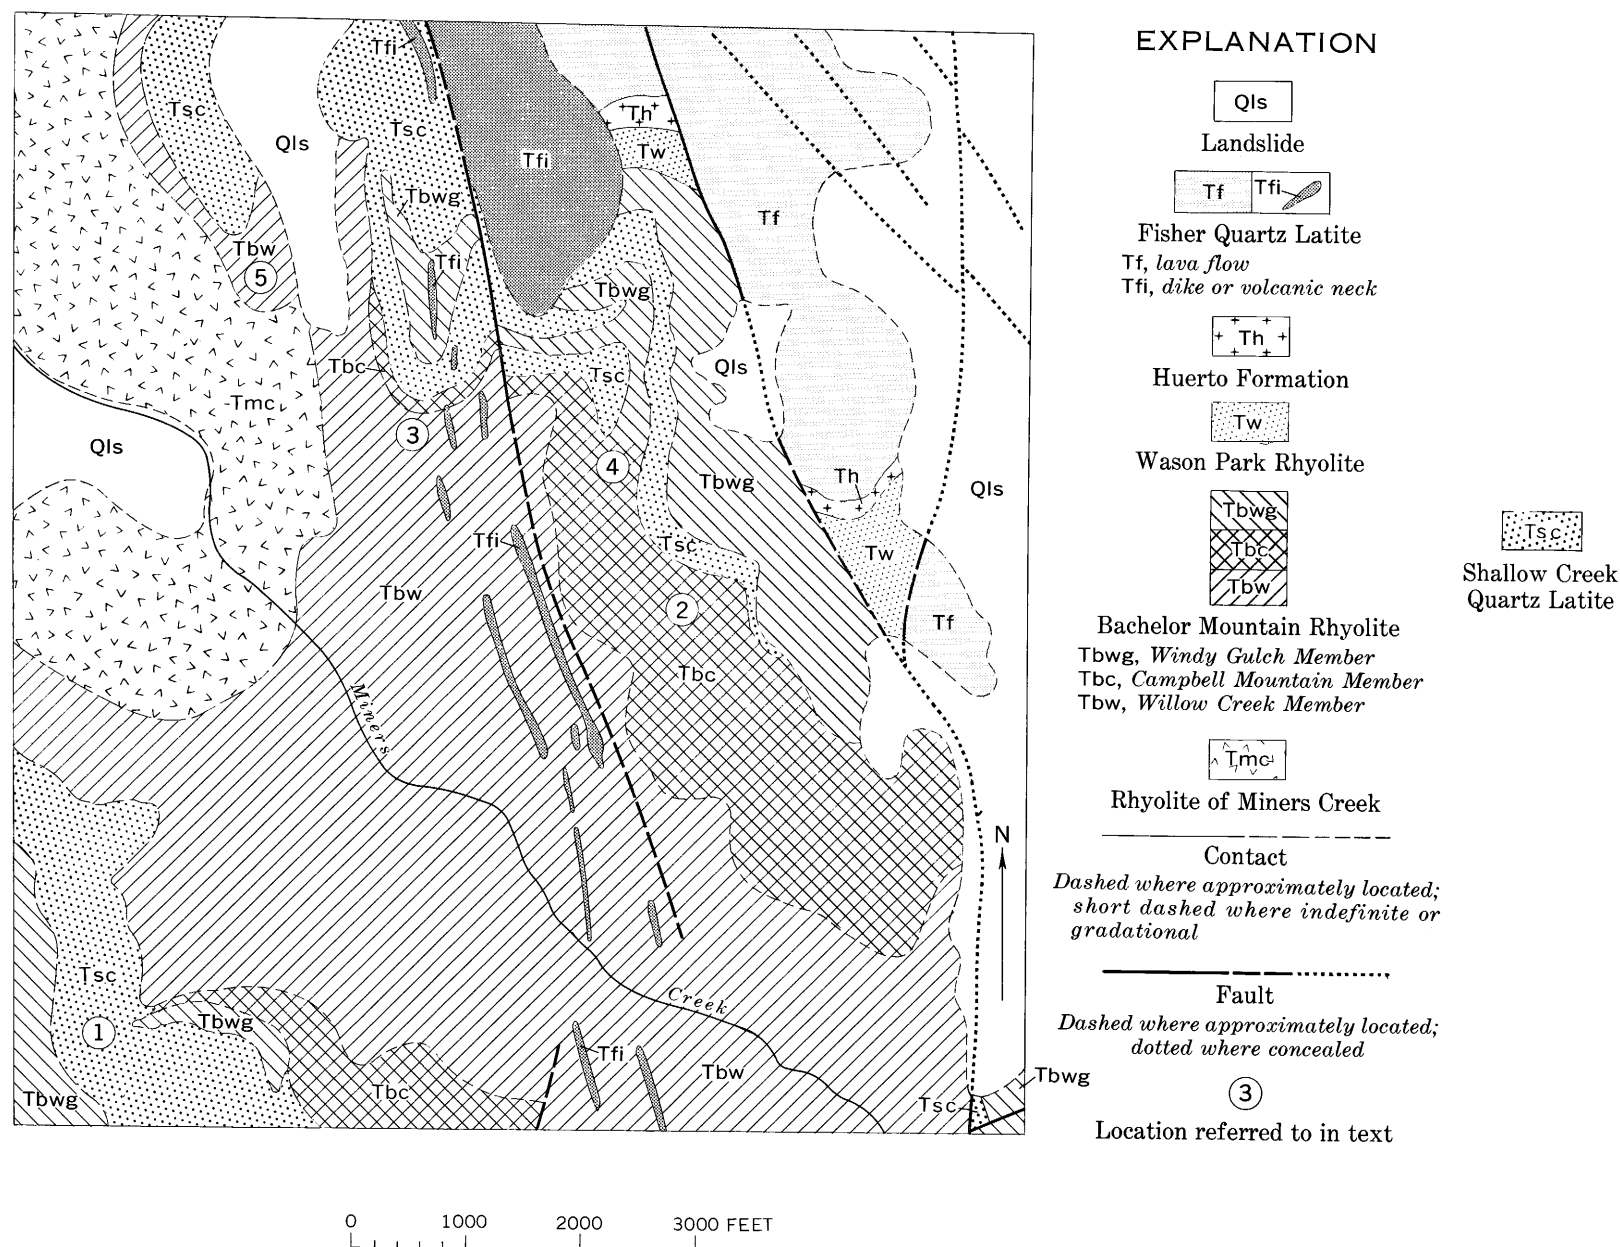 Tfi
Tsc
Qls
Tsc
Th
Tw
Tfi
Tbwg
Tf
Tbw
5
Tfi
Tbwg
Tbc
Tsc
Qls
Tmc
3
Qls
4
Tbwg
Th
Qls
Tfi
Tsc
Tw
Tbw
2
Tf
Tbc
Miners
Creek
Tsc
1
Tbwg
Tfi
Tbw
Tbc
Tbwg
Tsc
Tbwg
N
0 1000 2000 3000 FEET
EXPLANATION
Qls
Landslide
Tf Tfi
Fisher Quartz Latite
Tf, lava flow
Tfi, dike or volcanic neck
Th
Huerto Formation
Tw
Wason Park Rhyolite
Tbwg
Tbc
Tbw
Bachelor Mountain Rhyolite
Tbwg, Windy Gulch Member
Tbc, Campbell Mountain Member
Tbw, Willow Creek Member
Tsc
Shallow Creek
Quartz Latite
Tmc
Rhyolite of Miners Creek
Contact
Dashed where approximately located;
short dashed where indefinite or
gradational
Fault
Dashed where approximately located;
dotted where concealed
3
Location referred to in text